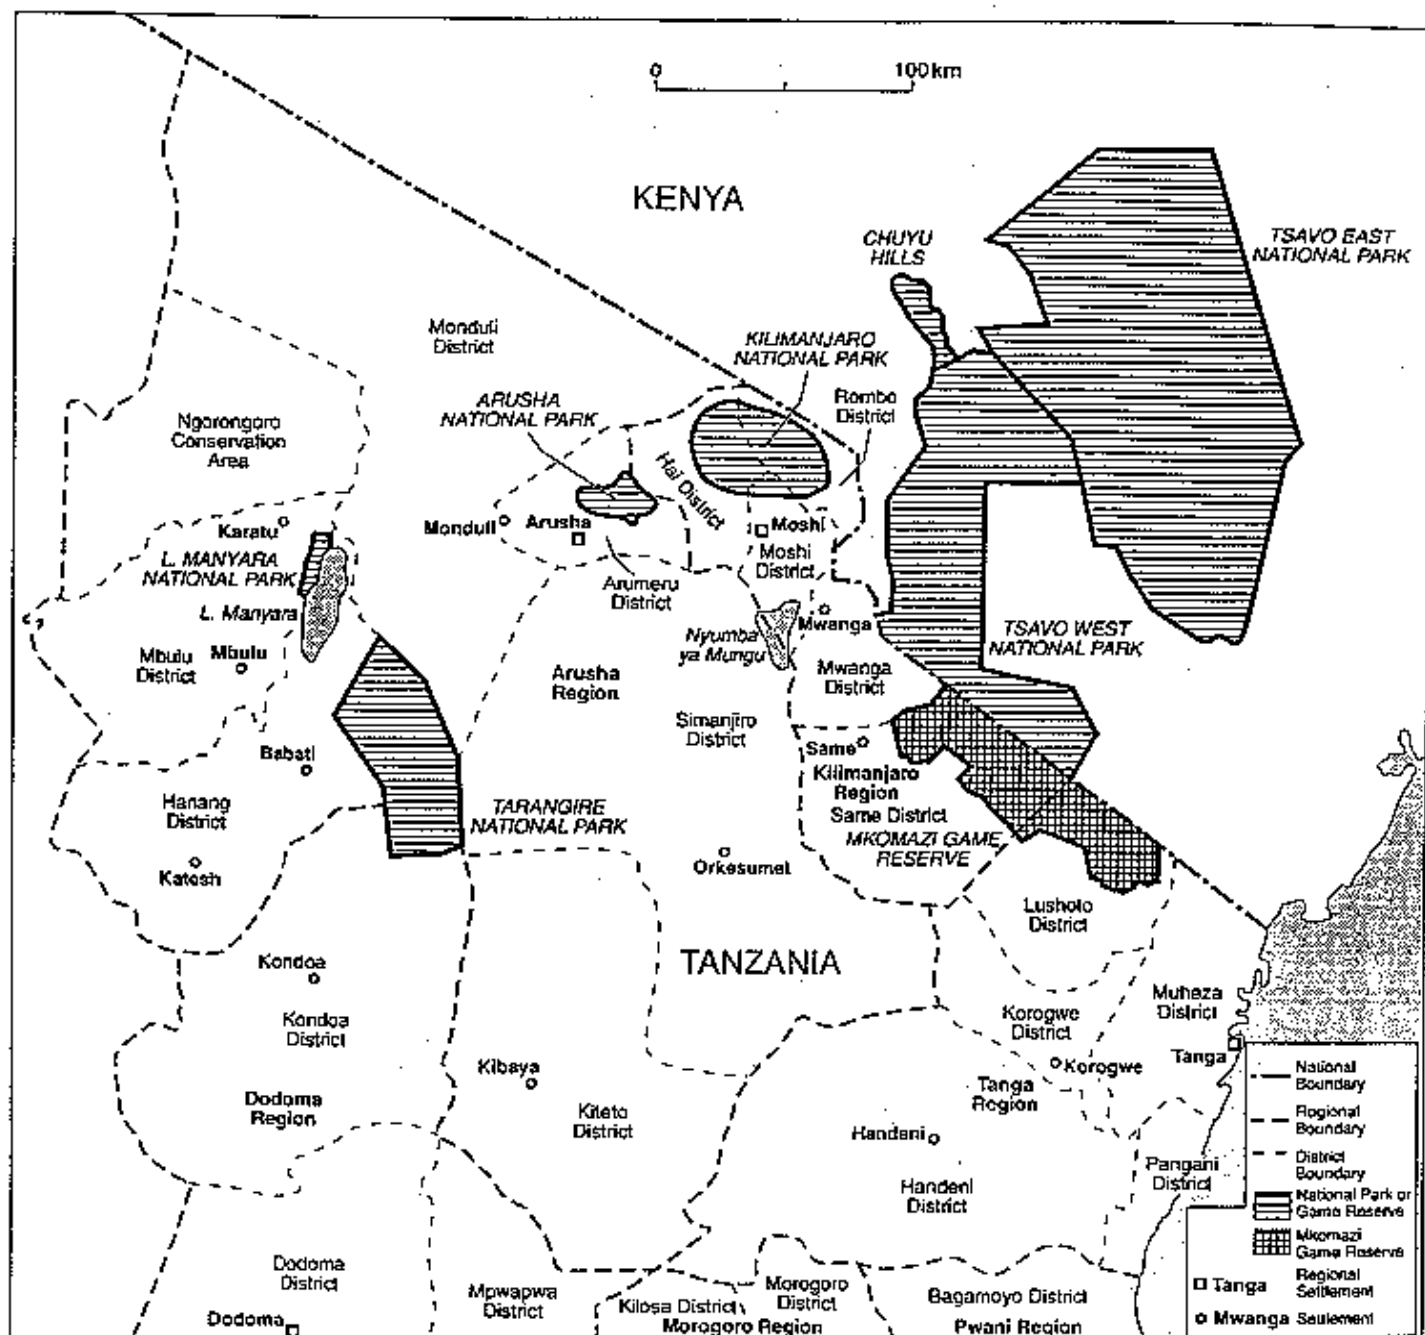 0 100 km
KENYA
CHUYU
HILLS
TSAVO EAST
NATIONAL PARK
Monduli
District
KILIMANJARO
NATIONAL PARK
ARUSHA
NATIONAL PARK
Rombo
District
Ngorongoro
Conservation
Area
Hai District
Karatu
Monduli
Arusha
Moshi
Moshi
District
L. MANYARA
NATIONAL PARK
Arumeru
District
L. Manyara
Mwanga
Nyumba
ya Mungu
TSAVO WEST
NATIONAL PARK
Mbulu
District
Mbulu
Arusha
Region
Mwanga
District
Simanjiro
District
Babati
Same
Kilimanjaro
Region
Same District
Hanang
District
TARANGIRE
NATIONAL PARK
MKOMAZI GAME
RESERVE
Katesh
Orkesumet
Lushoto
District
Kondoa
TANZANIA
Kondoa
District
Muheza
District
Korogwe
District
Tanga
Korogwe
Kibaya
Tanga
Region
Dodoma
Region
Kiteto
District
Handeni
Handeni
District
Pangani
District
Dodoma
District
Dodoma
Mpwapwa
District
Kilosa District
Morogoro
District
Morogoro Region
Bagamoyo District
Pwani Region
National
Boundary
Regional
Boundary
District
Boundary
National Park or
Game Reserve
Mkomazi
Game Reserve
Tanga Regional
Settlement
Mwanga Settlement